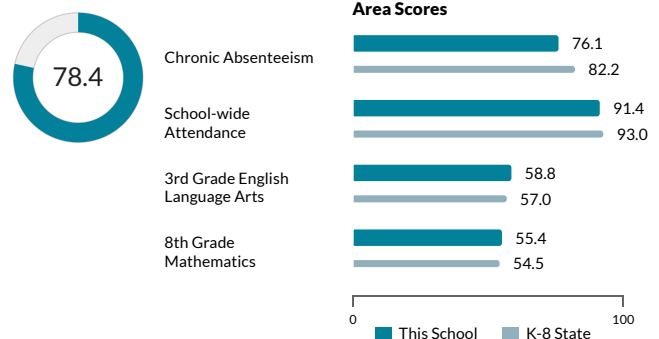 Area Scores
78.4
Chronic Absenteeism
76.1
82.2
School-wide
Attendance
91.4
93.0
3rd Grade English
Language Arts
58.8
57.0
8th Grade
Mathematics
55.4
54.5
0
100
This School
K-8 State